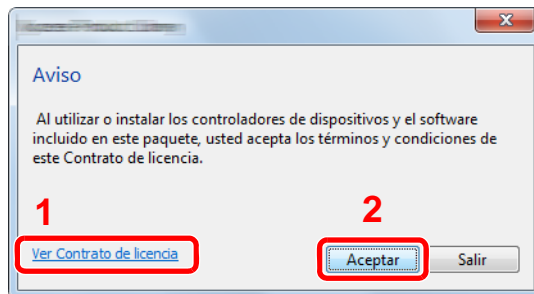 Aviso
Al utilizar o instalar los controladores de dispositivos y el software
incluido en este paquete, usted acepta los términos y condiciones de
este Contrato de licencia.
1
2
Ver Contrato de licencia
Aceptar
Salir